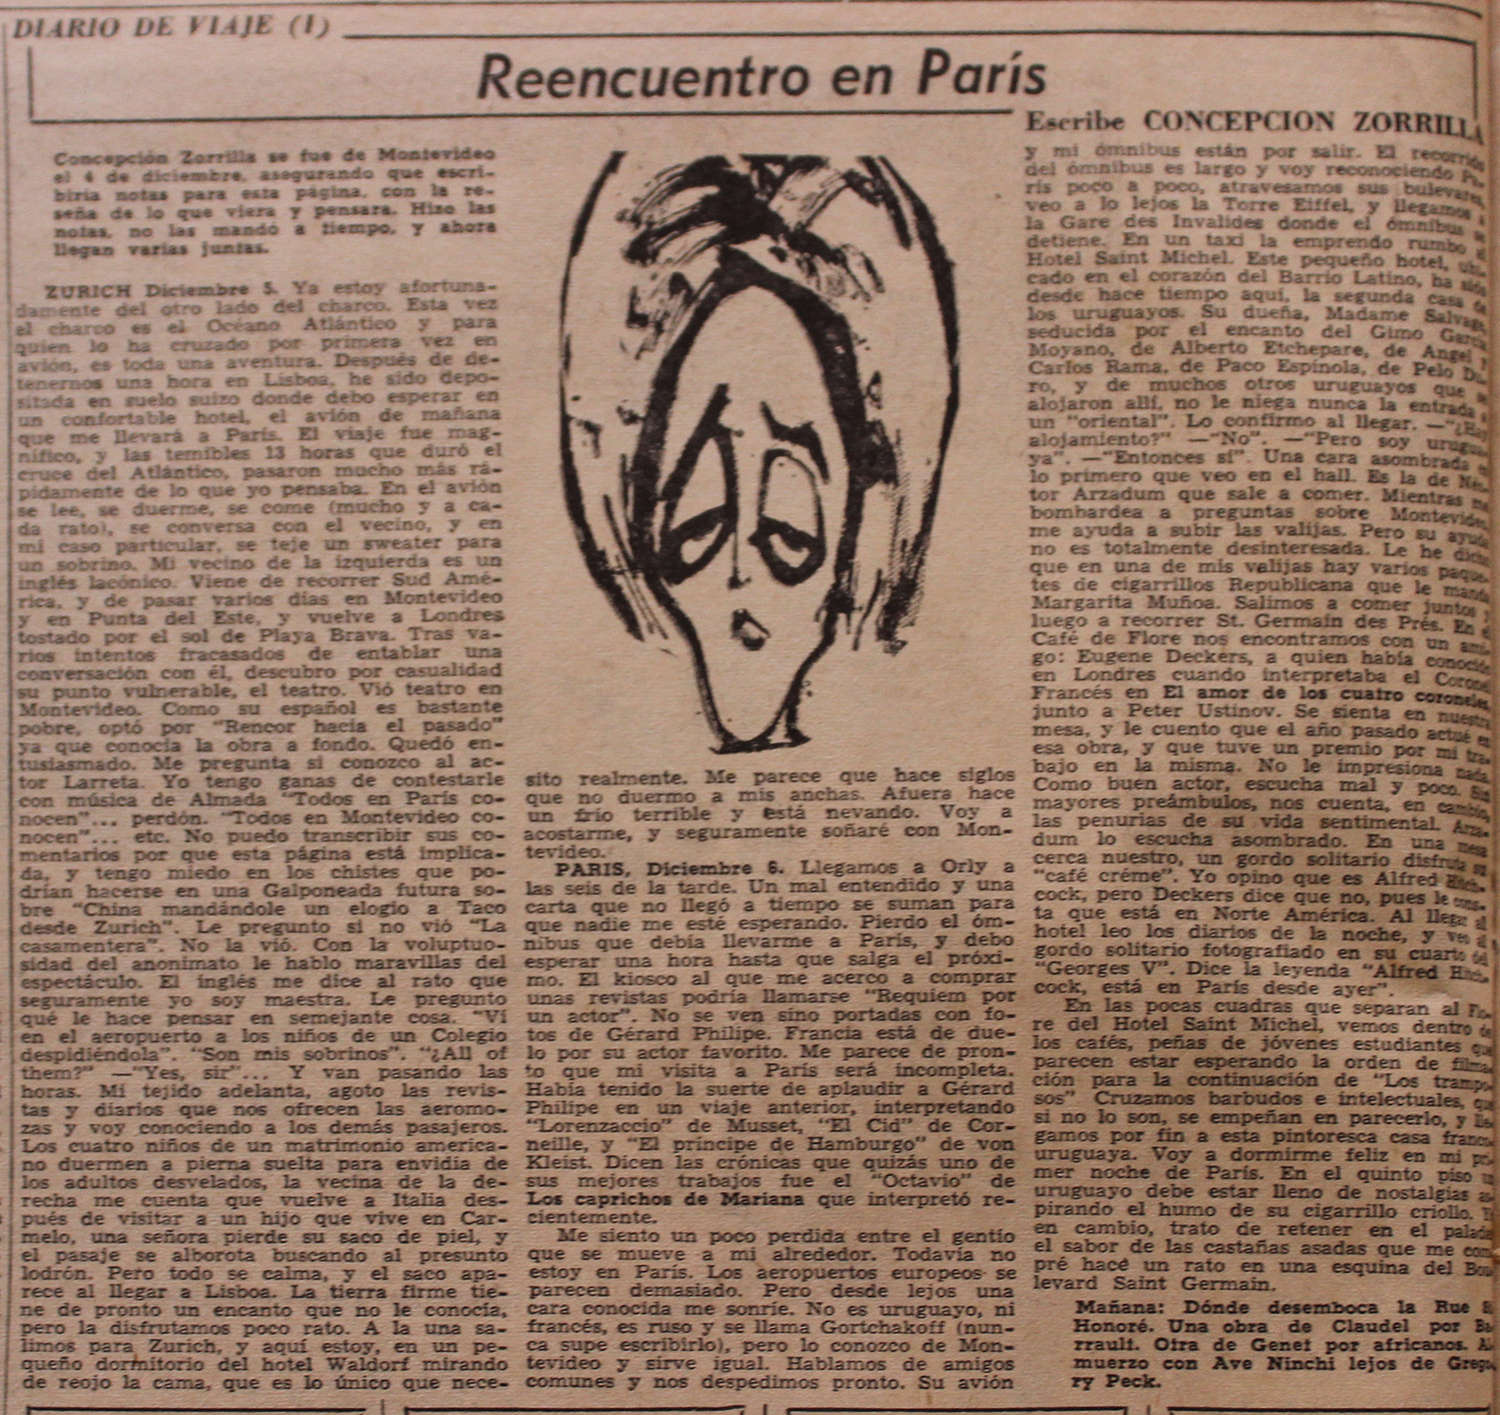 DIARIO DE VIAJE (I)
Reencuentro en París
Escribe CONCEPCION ZORRILLA
Concepción Zorrilla se fue de Montevideo
el 4 de diciembre, asegurando que escri-
biría notas para esta página, con la re-
seña de lo que viera y pensara. Hizo las
notas, no las mandó a tiempo, y ahora
llegan varias juntas.
ZURICH Diciembre 5. Ya estoy afortuna-
damente del otro lado del charco. Esta vez
el charco es el Océano Atlántico y para
quien lo ha cruzado por primera vez en
avión, es toda una aventura. Después de de-
tenernos una hora en Lisboa, he sido depo-
sitada en suelo suizo donde debo esperar en
un confortable hotel, el avión de mañana
que me llevará a París. El viaje fue mag-
nífico, y las temibles 13 horas que duró el
cruce del Atlántico, pasaron mucho más rá-
pidamente de lo que yo pensaba. En el avión
se lee, se duerme, se come (mucho y a ca-
da rato), se conversa con el vecino, y en
mi caso particular, se teje un sweater para
un sobrino. Mi vecino de la izquierda es un
inglés lacónico. Viene de recorrer Sud Amé-
rica, y de pasar varios días en Montevideo
y en Punta del Este, y vuelve a Londres
tostado por el sol de Playa Brava. Tras va-
rios intentos fracasados de entablar una
conversación con él, descubro por casualidad
su punto vulnerable, el teatro. Vió teatro en
Montevideo. Como su español es bastante
pobre, optó por "Rencor hacia el pasado"
ya que conocía la obra a fondo. Quedó en-
tusiasmado. Me pregunta si conozco al ac-
tor Larreta. Yo tengo ganas de contestarle
con música de Almada "Todos en París co-
nocen"... perdón. "Todos en Montevideo co-
nocen"... etc. No puedo transcribir sus co-
mentarios por que esta página está implica-
da, y tengo miedo en los chistes que po-
drían hacerse en una Galponeada futura so-
bre "China mandándole un elogio a Taco
desde Zurich". Le pregunto si no vió "La
casamentera". No la vió. Con la voluptuo-
sidad del anonimato le hablo maravillas del
espectáculo. El inglés me dice al rato que
seguramente yo soy maestra. Le pregunto
qué le hace pensar en semejante cosa. "Ví
en el aeropuerto a los niños de un Colegio
despidiéndola". "Son mis sobrinos". "¿All of
them?" —"Yes, sir"... Y van pasando las
horas. Mi tejido adelanta, agoto las revis-
tas y diarios que nos ofrecen las aeromo-
zas y voy conociendo a los demás pasajeros.
Los cuatro niños de un matrimonio america-
no duermen a pierna suelta para envidia de
los adultos desvelados, la vecina de la de-
recha me cuenta que vuelve a Italia des-
pués de visitar a un hijo que vive en Car-
melo, una señora pierde su saco de piel, y
el pasaje se alborota buscando al presunto
lodrón. Pero todo se calma, y el saco apa-
rece al llegar a Lisboa. La tierra firme tie-
ne de pronto un encanto que no le conocía,
pero la disfrutamos poco rato. A la una sa-
limos para Zurich, y aquí estoy, en un pe-
queño dormitorio del hotel Waldorf mirando
de reojo la cama, que es lo único que nece-
sito realmente. Me parece que hace siglos
que no duermo a mis anchas. Afuera hace
un frío terrible y está nevando. Voy a
acostarme, y seguramente soñaré con Mon-
tevideo.
PARIS, Diciembre 6. Llegamos a Orly a
las seis de la tarde. Un mal entendido y una
carta que no llegó a tiempo se suman para
que nadie me esté esperando. Pierdo el óm-
nibus que debía llevarme a París, y debo
esperar una hora hasta que salga el próxi-
mo. El kiosco al que me acerco a comprar
unas revistas podría llamarse "Requiem por
un actor". No se ven sino portadas con fo-
tos de Gérard Philipe. Francia está de due-
lo por su actor favorito. Me parece de pron-
to que mi visita a París será incompleta.
Había tenido la suerte de aplaudir a Gérard
Philipe en un viaje anterior, interpretando
"Lorenzaccio" de Musset, "El Cid" de Cor-
neille, y "El príncipe de Hamburgo" de von
Kleist. Dicen las crónicas que quizás uno de
sus mejores trabajos fue el "Octavio" de
Los caprichos de Mariana que interpretó re-
cientemente.
Me siento un poco perdida entre el gentío
que se mueve a mi alrededor. Todavía no
estoy en París. Los aeropuertos europeos se
parecen demasiado. Pero desde lejos una
cara conocida me sonríe. No es uruguayo, ni
francés, es ruso y se llama Gortchakoff (nun-
ca supe escribirlo), pero lo conozco de Mon-
tevideo y sirve igual. Hablamos de amigos
comunes y nos despedimos pronto. Su avión
y mi ómnibus están por salir. El recorrido
del ómnibus es largo y voy reconociendo Pa-
rís poco a poco, atravesamos sus bulevares,
veo a lo lejos la Torre Eiffel, y llegamos a
la Gare des Invalides donde el ómnibus se
detiene. En un taxi la emprendo rumbo al
Hotel Saint Michel. Este pequeño hotel, ubi-
cado en el corazón del Barrio Latino, ha sido
desde hace tiempo aquí, la segunda casa de
los uruguayos. Su dueña, Madame Salvage,
seducida por el encanto del Gimo García
Moyano, de Alberto Etchepare, de Angel y
Carlos Rama, de Paco Espínola, de Pelo Du-
ro, y de muchos otros uruguayos que se
alojaron allí, no le niega nunca la entrada a
un "oriental". Lo confirmo al llegar. —"¿Hay
alojamiento?" —"No". —"Pero soy urugua-
ya". —"Entonces sí". Una cara asombrada es
lo primero que veo en el hall. Es la de Nés-
tor Arzadum que sale a comer. Mientras me
bombardea a preguntas sobre Montevideo,
me ayuda a subir las valijas. Pero su ayuda
no es totalmente desinteresada. Le he dicho
que en una de mis valijas hay varios paque-
tes de cigarrillos Republicana que le manda
Margarita Muñoa. Salimos a comer juntos y
luego a recorrer St. Germain des Prés. En el
Café de Flore nos encontramos con un ami-
go: Eugene Deckers, a quien había conocido
en Londres cuando interpretaba el Coronel
Francés en El amor de los cuatro coroneles,
junto a Peter Ustinov. Se sienta en nuestra
mesa, y le cuento que el año pasado actué en
esa obra, y que tuve un premio por mi tra-
bajo en la misma. No le impresiona nada.
Como buen actor, escucha mal y poco. Sin
mayores preámbulos, nos cuenta, en cambio,
las penurias de su vida sentimental. Arza-
dum lo escucha asombrado. En una mesa
cerca nuestro, un gordo solitario disfruta su
"café créme". Yo opino que es Alfred Hitch-
cock, pero Deckers dice que no, pues le cons-
ta que está en Norte América. Al llegar al
hotel leo los diarios de la noche, y veo al
gordo solitario fotografiado en su cuarto del
"Georges V". Dice la leyenda "Alfred Hitch-
cock, está en París desde ayer".
En las pocas cuadras que separan al Flo-
re del Hotel Saint Michel, vemos dentro de
los cafés, peñas de jóvenes estudiantes que
parecen estar esperando la orden de filma-
ción para la continuación de "Los trampo-
sos" Cruzamos barbudos e intelectuales, que
si no lo son, se empeñan en parecerlo, y lle-
gamos por fin a esta pintoresca casa franco-
uruguaya. Voy a dormirme feliz en mi pri-
mer noche de París. En el quinto piso un
uruguayo debe estar lleno de nostalgias as-
pirando el humo de su cigarrillo criollo. Yo
en cambio, trato de retener en el paladar
el sabor de las castañas asadas que me com-
pré hace un rato en una esquina del Bou-
levard Saint Germain.
Mañana: Dónde desemboca la Rue St.
Honoré. Una obra de Claudel por Ba-
rrault. Otra de Genet por africanos. Al-
muerzo con Ave Ninchi lejos de Grego-
ry Peck.